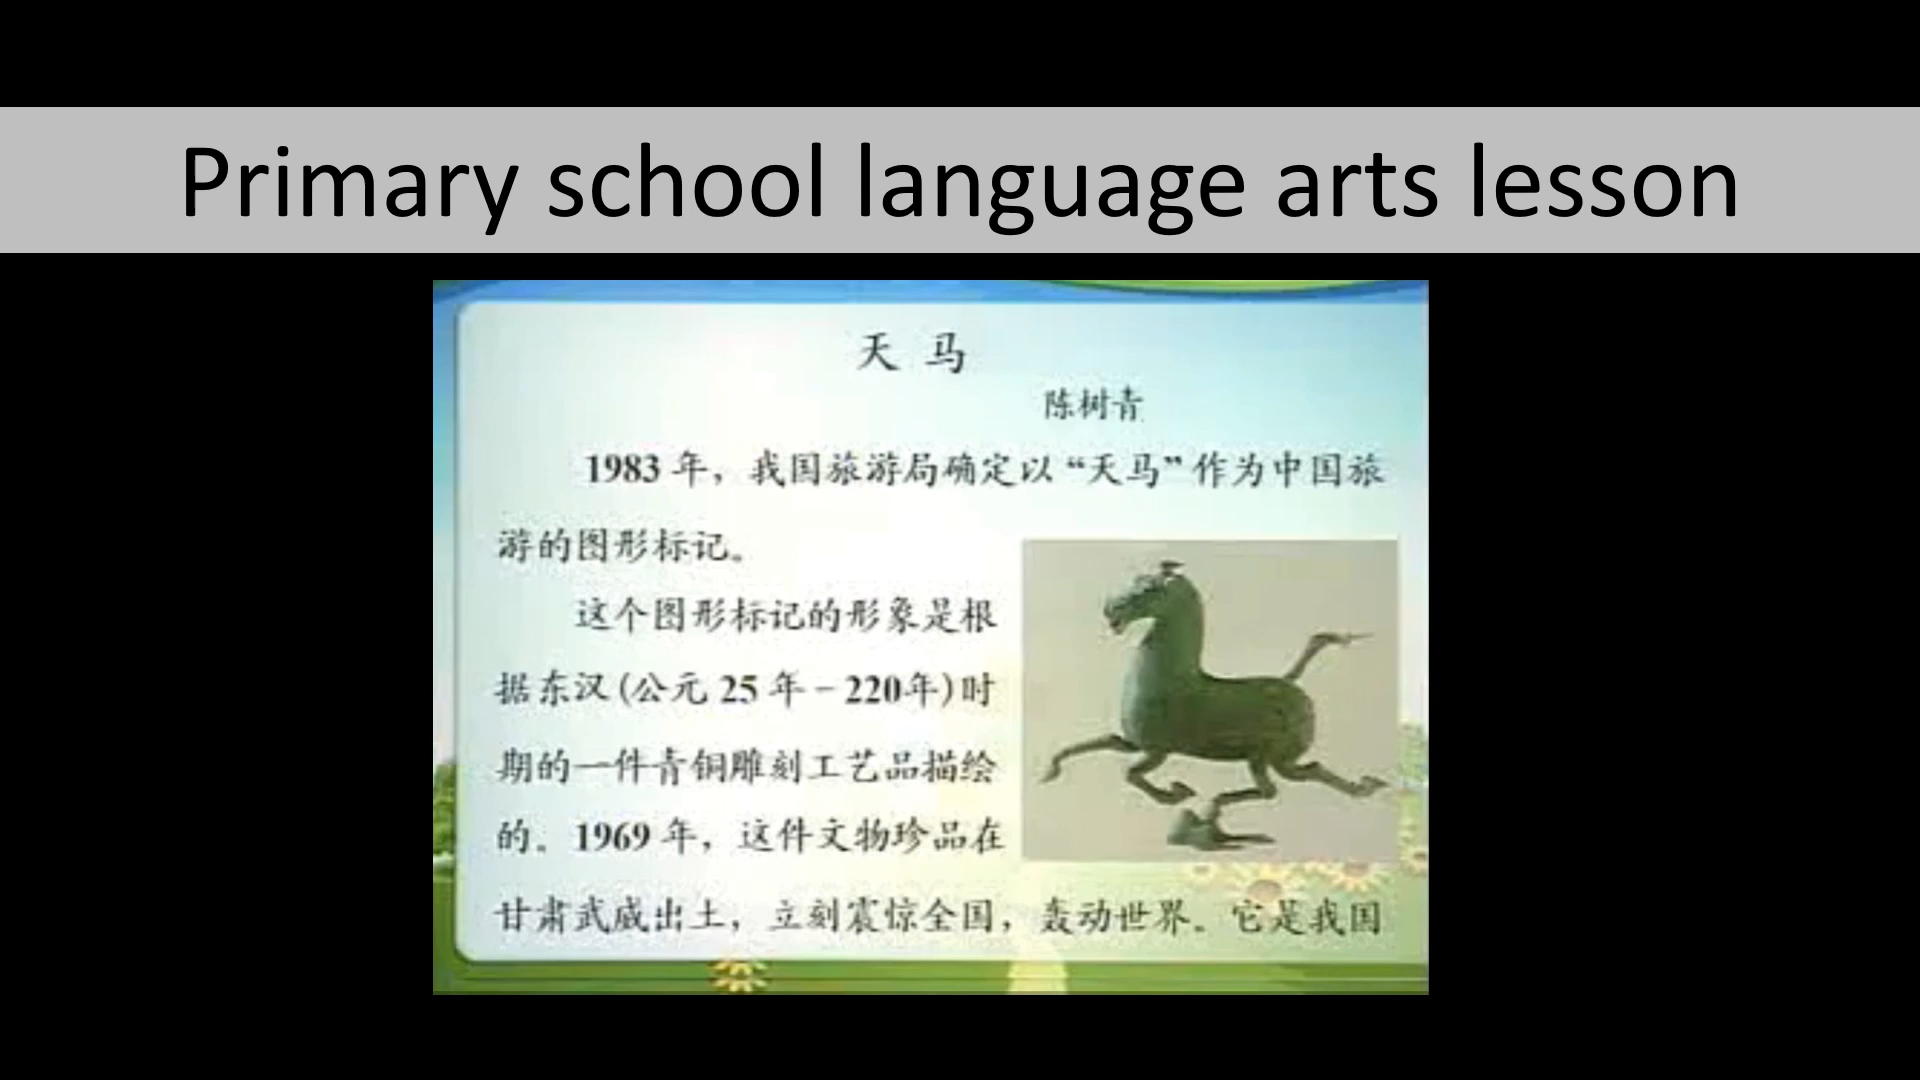 Primary school language arts lesson
天 马
陈树青
1983 年，我国旅游局确定以“天马”作为中国旅
游的图形标记。
这个图形标记的形象是根
据东汉(公元 25 年－220年)时
期的一件青铜雕刻工艺品描绘
的。1969 年，这件文物珍品在
甘肃武威出土，立刻震惊全国，轰动世界。它是我国